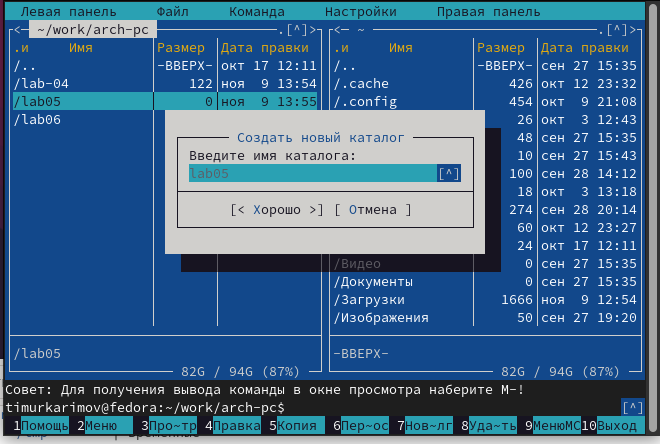 Левая панель Файл Команда Настройки Правая панель
<─ ~/work/arch-pc ─.[^]>
.и Имя Размер Дата правки
/.. -ВВЕРХ- окт 17 12:11
/lab-04 122 ноя 9 13:54
/lab05 0 ноя 9 13:55
/lab06
/lab05
82G / 94G (87%)
<─ ~ ─.[^]>
.и Имя Размер Дата правки
/.. -ВВЕРХ- сен 27 15:35
/.cache 426 окт 12 23:32
/.config 454 окт 9 21:08
26 окт 3 12:43
48 сен 27 15:35
10 сен 27 15:43
100 сен 28 14:12
18 окт 3 13:18
274 сен 28 20:14
60 окт 12 23:27
24 окт 17 12:11
/Видео 0 сен 27 15:35
/Документы 0 сен 27 15:35
/Загрузки 1666 ноя 9 12:54
/Изображения 50 сен 27 19:20
-ВВЕРХ-
82G / 94G (87%)
Создать новый каталог
Введите имя каталога:
lab05 [^]
[< Хорошо >] [ Отмена ]
Совет: Для получения вывода команды в окне просмотра наберите M-!
timurkarimov@fedora:~/work/arch-pc$ [^]
1Помощь 2Меню 3Про~тр 4Правка 5Копия 6Пер~ос 7Нов~лг 8Уда~ть 9МенюMC 10Выход